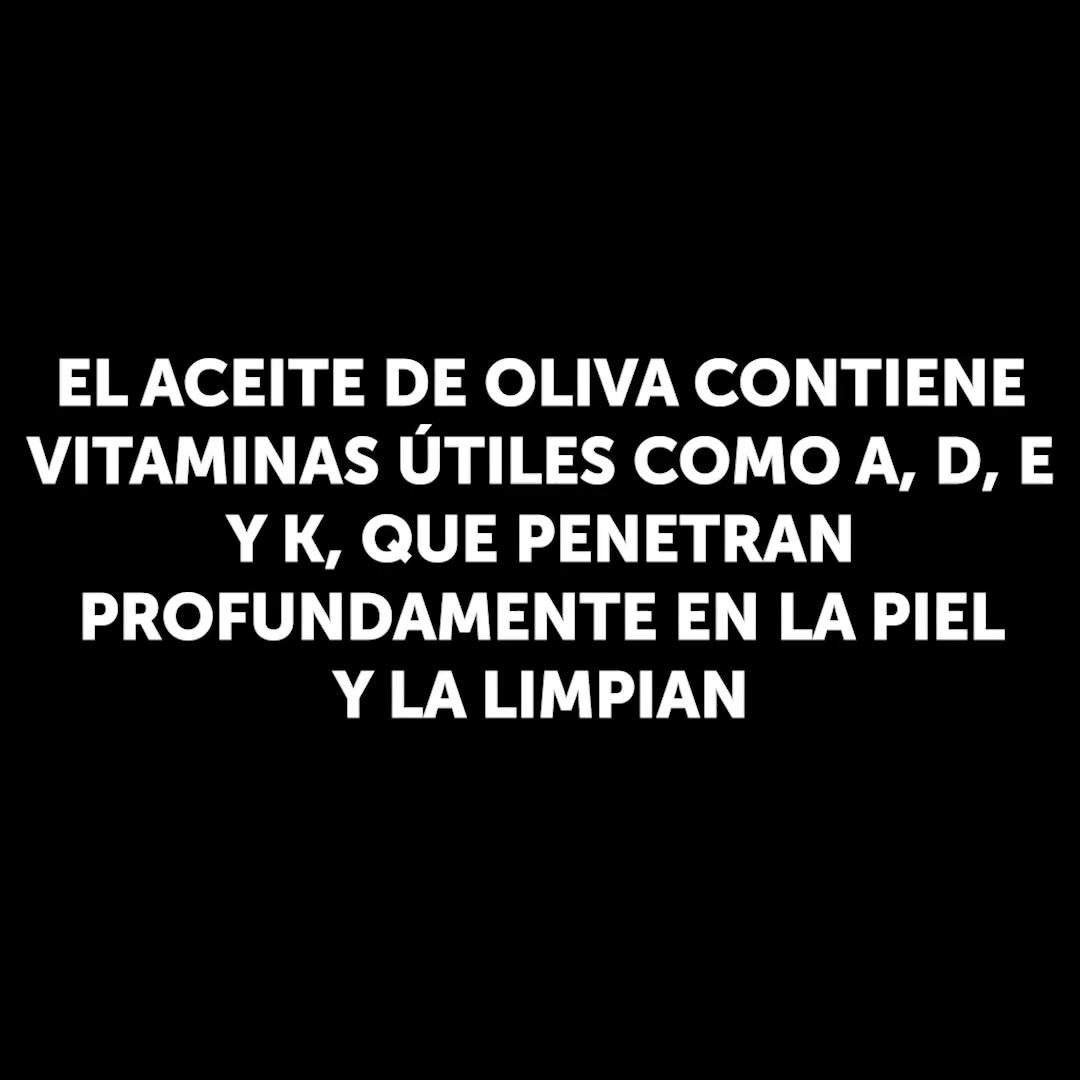 EL ACEITE DE OLIVA CONTIENE
VITAMINAS ÚTILES COMO A, D, E
Y K, QUE PENETRAN
PROFUNDAMENTE EN LA PIEL
Y LA LIMPIAN